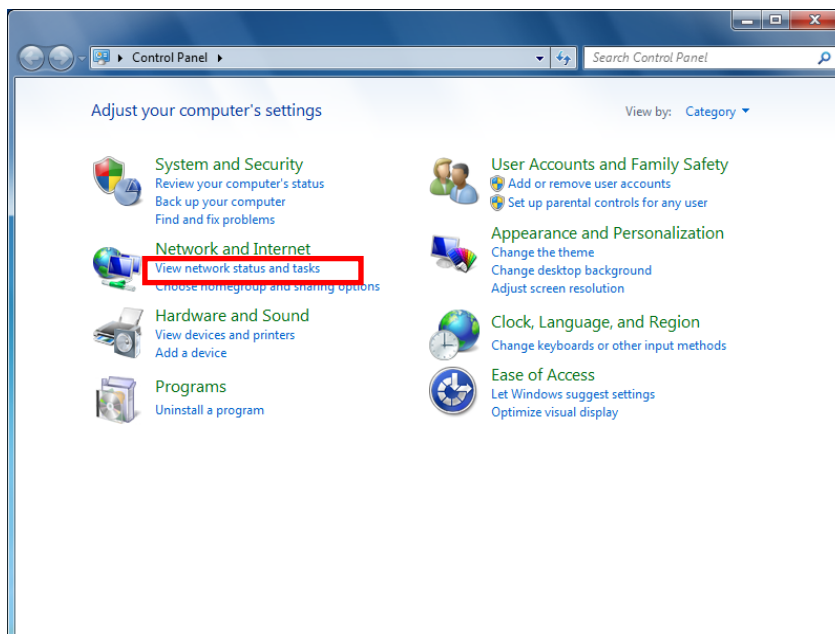 Control Panel
Search Control Panel
Adjust your computer's settings
View by: Category
System and Security
Review your computer's status
Back up your computer
Find and fix problems
Network and Internet
View network status and tasks
Choose homegroup and sharing options
Hardware and Sound
View devices and printers
Add a device
Programs
Uninstall a program
User Accounts and Family Safety
Add or remove user accounts
Set up parental controls for any user
Appearance and Personalization
Change the theme
Change desktop background
Adjust screen resolution
Clock, Language, and Region
Change keyboards or other input methods
Ease of Access
Let Windows suggest settings
Optimize visual display